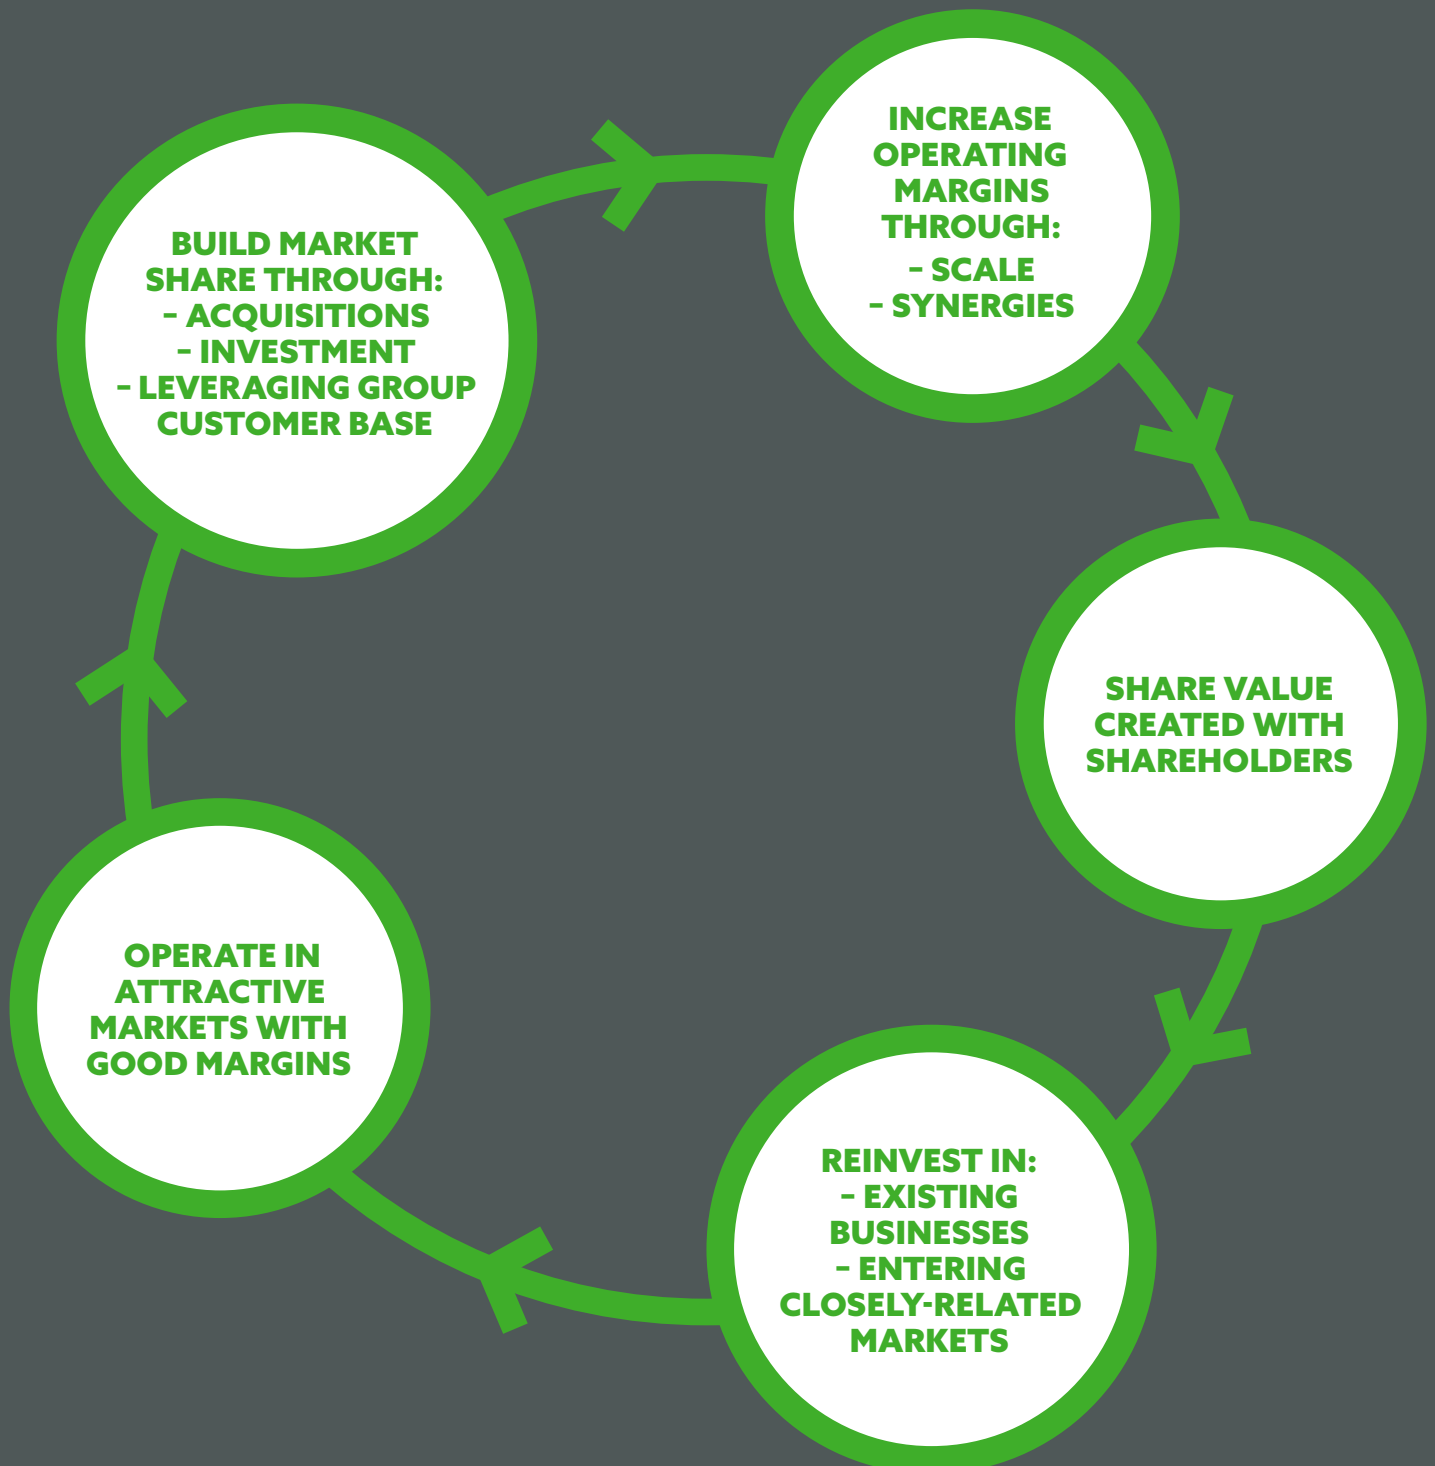 BUILD MARKET
SHARE THROUGH:
– ACQUISITIONS
– INVESTMENT
– LEVERAGING GROUP
CUSTOMER BASE
INCREASE
OPERATING
MARGINS
THROUGH:
– SCALE
– SYNERGIES
SHARE VALUE
CREATED WITH
SHAREHOLDERS
REINVEST IN:
– EXISTING
BUSINESSES
– ENTERING
CLOSELY-RELATED
MARKETS
OPERATE IN
ATTRACTIVE
MARKETS WITH
GOOD MARGINS